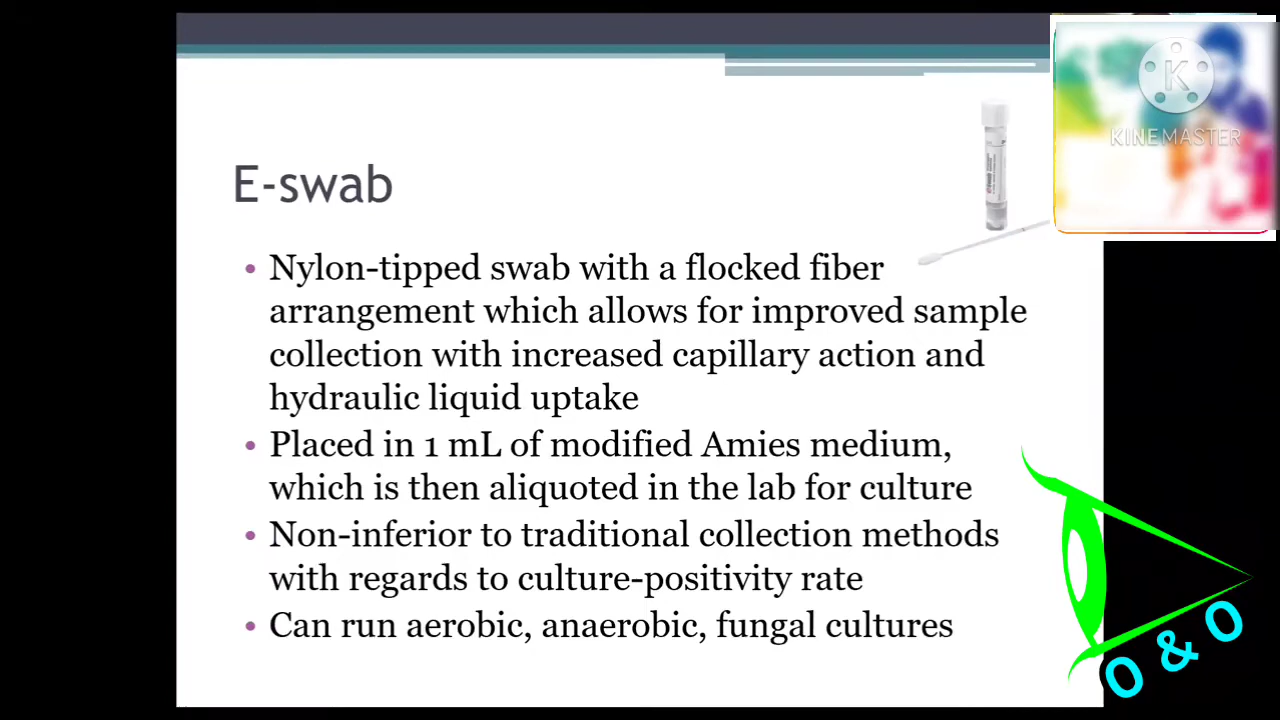 K
KINEMASTER
E-swab
• Nylon-tipped swab with a flocked fiber
arrangement which allows for improved sample
collection with increased capillary action and
hydraulic liquid uptake
• Placed in 1 mL of modified Amies medium,
which is then aliquoted in the lab for culture
• Non-inferior to traditional collection methods
with regards to culture-positivity rate
• Can run aerobic, anaerobic, fungal cultures
O & O